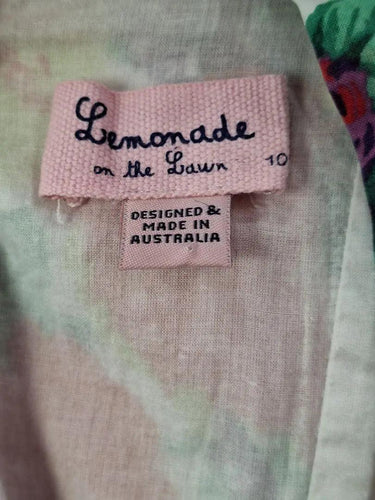 Lemonade
on the Lawn 10
DESIGNED &
MADE IN
AUSTRALIA